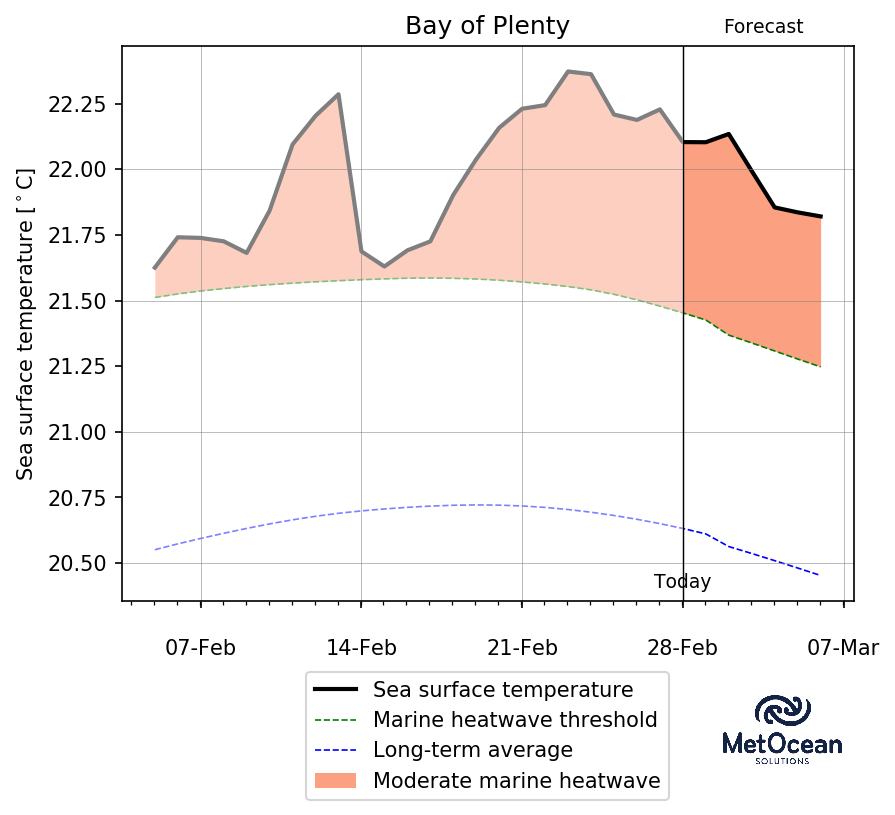 Bay of Plenty
Forecast
Sea surface temperature [°C]
22.25
22.00
21.75
21.50
21.25
21.00
20.75
20.50
Today
07-Feb
14-Feb
21-Feb
28-Feb
07-Mar
Sea surface temperature
Marine heatwave threshold
Long-term average
Moderate marine heatwave
MetOcean
SOLUTIONS